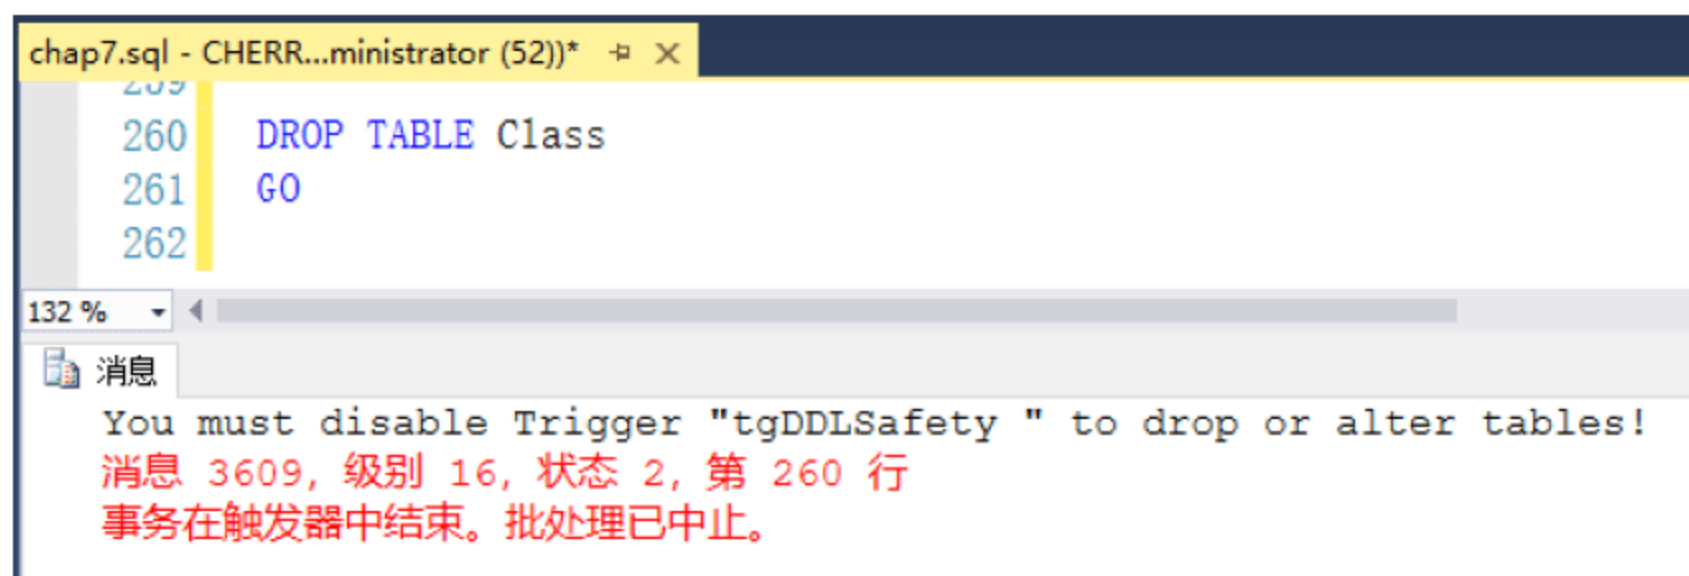 chap7.sql - CHERR...ministrator (52))*
259
260 DROP TABLE Class
261 GO
262
132 %
消息
You must disable Trigger "tgDDLSafety " to drop or alter tables!
消息 3609, 级别 16, 状态 2, 第 260 行
事务在触发器中结束。批处理已中止。